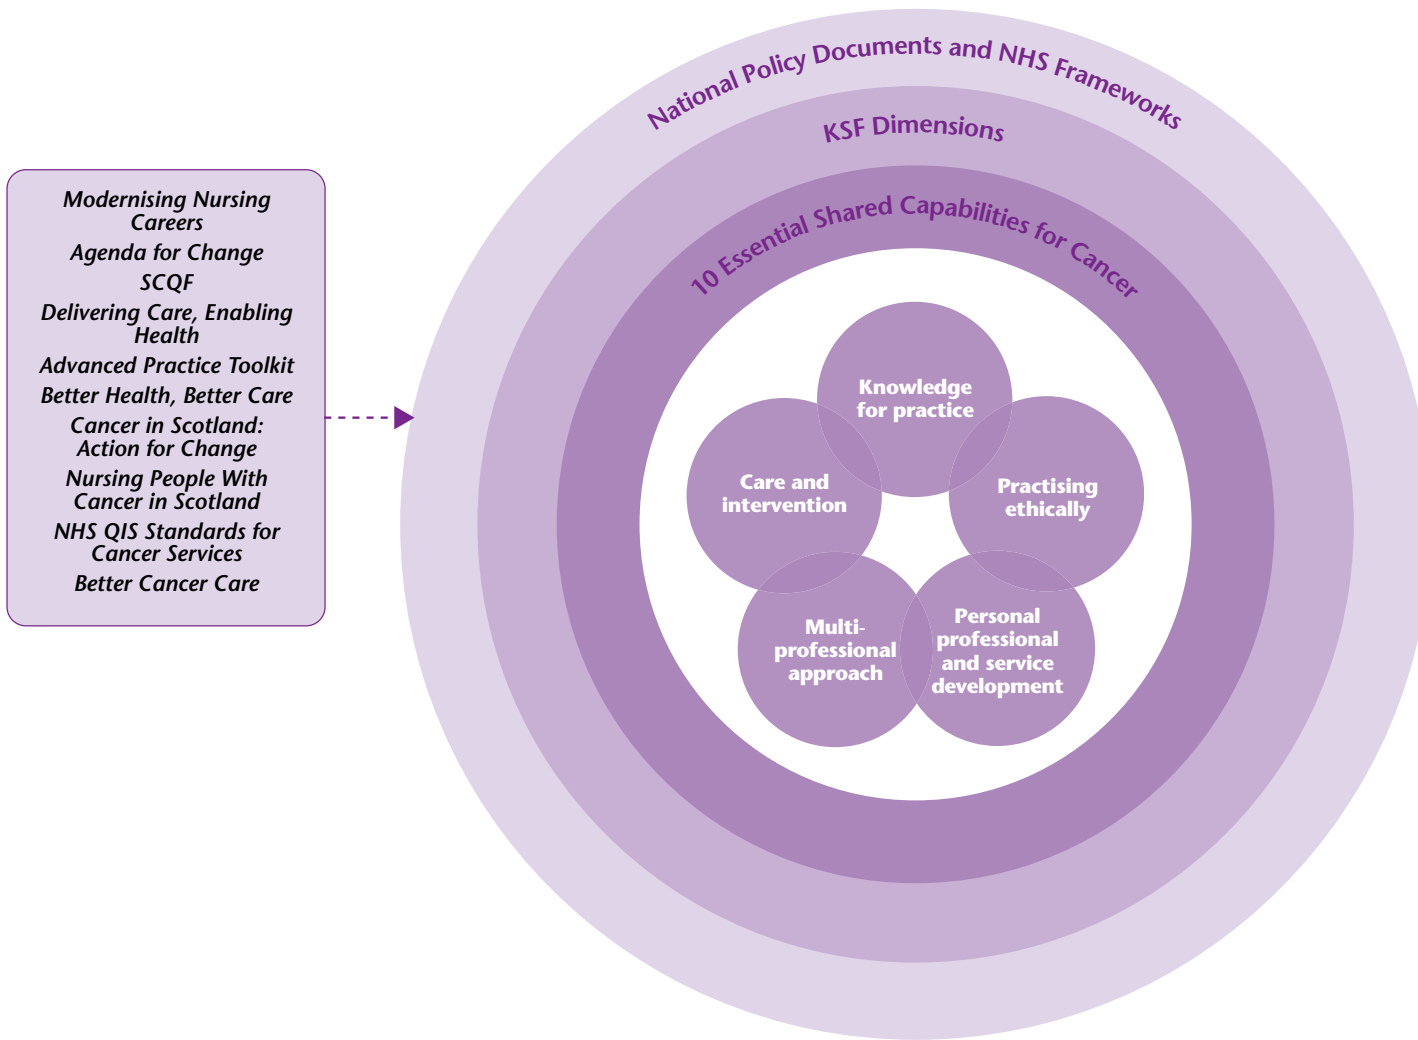 National Policy Documents and NHS Frameworks
KSF Dimensions
10 Essential Shared Capabilities for Cancer
Modernising Nursing
Careers
Agenda for Change
SCQF
Delivering Care, Enabling
Health
Advanced Practice Toolkit
Better Health, Better Care
Cancer in Scotland:
Action for Change
Nursing People With
Cancer in Scotland
NHS QIS Standards for
Cancer Services
Better Cancer Care
Knowledge
for practice
Care and
intervention
Practising
ethically
Multi-
professional
approach
Personal
professional
and service
development